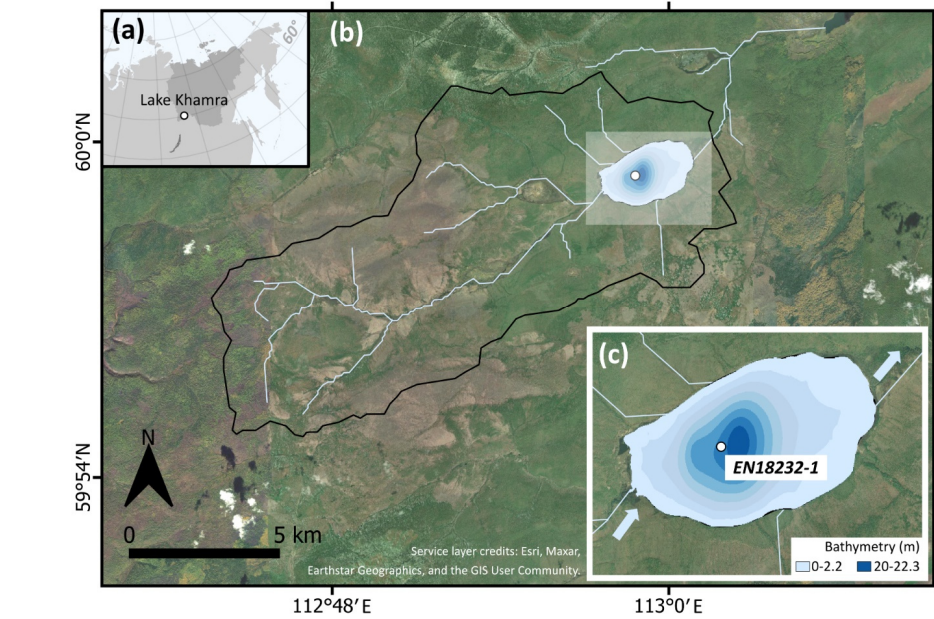 (a)
60°
Lake Khamra
(b)
60°0′N
59°54′N
N
0 5 km
Service layer credits: Esri, Maxar,
Earthstar Geographics, and the GIS User Community.
(c)
EN18232-1
Bathymetry (m)
0-2.2 20-22.3
112°48′E 113°0′E